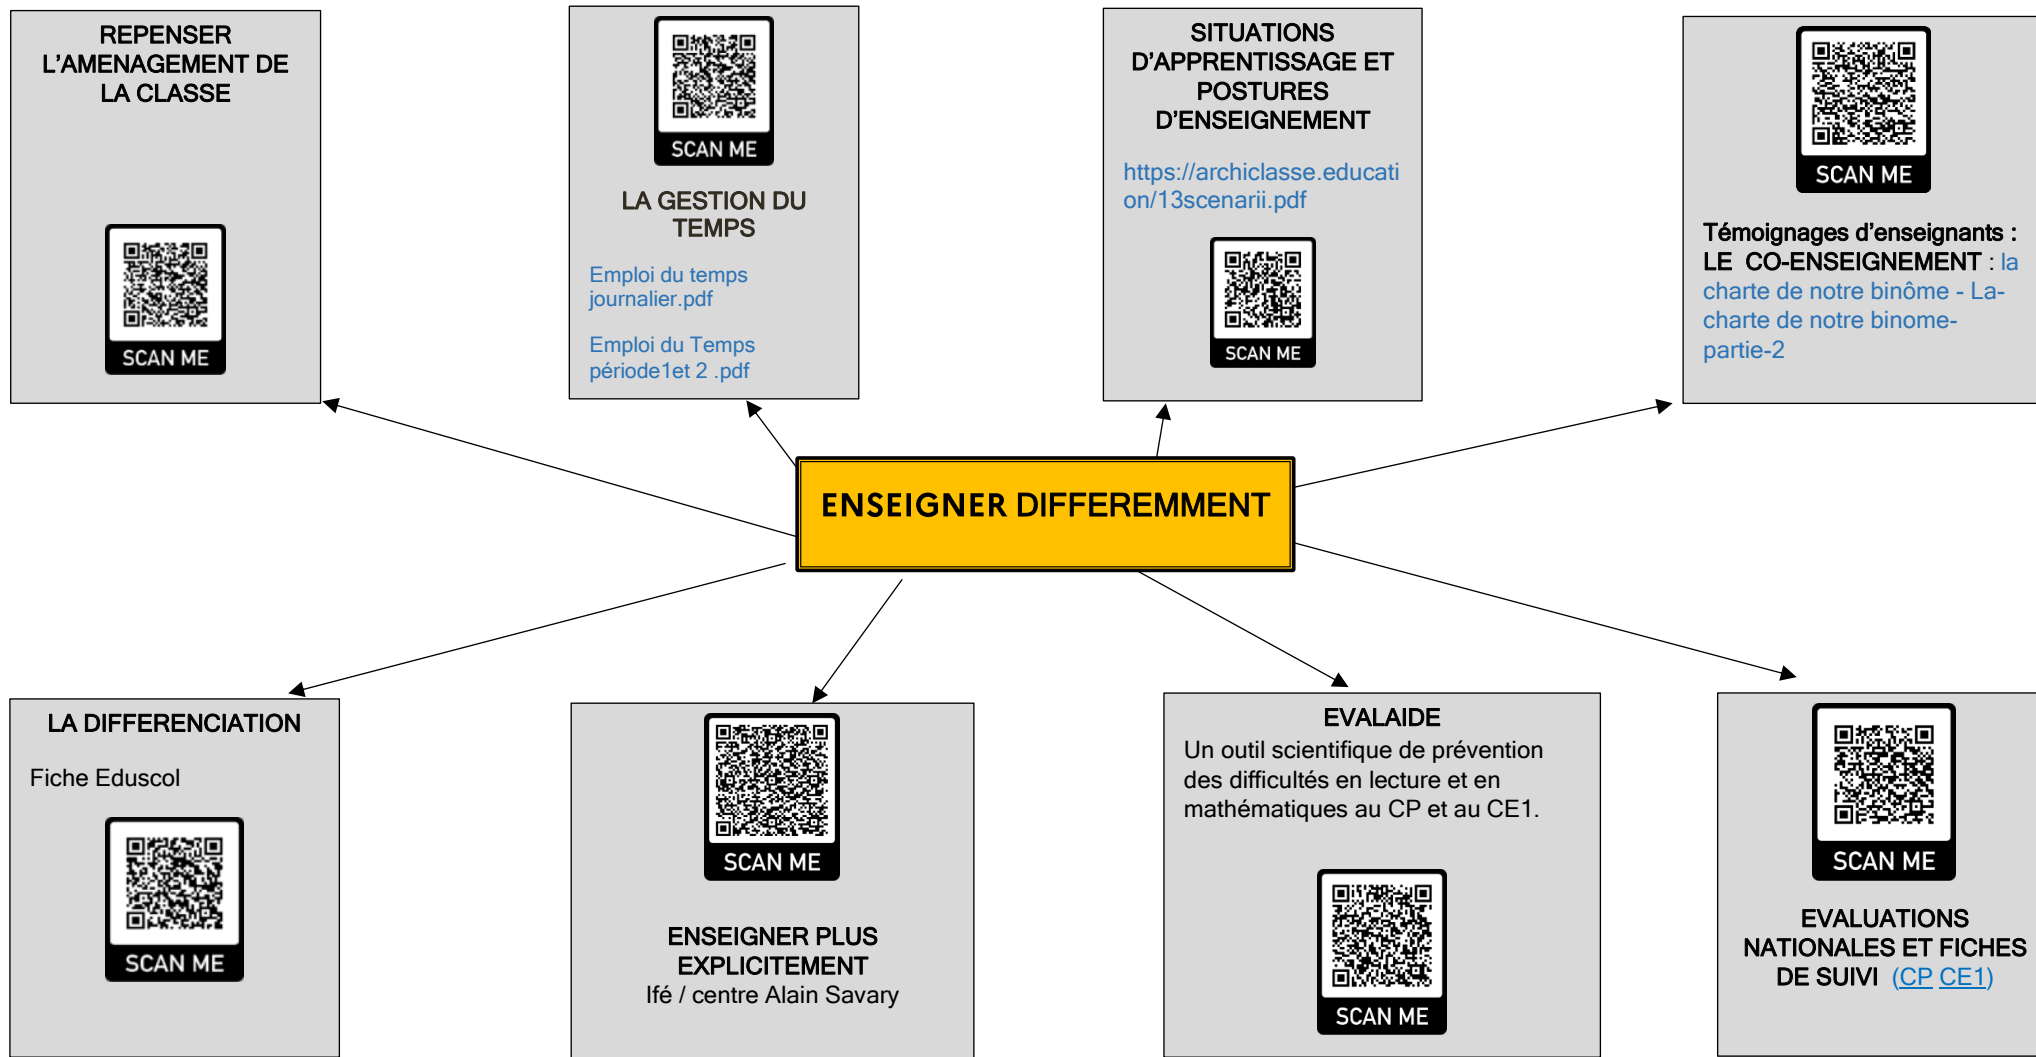 REPENSER
L'AMENAGEMENT DE
LA CLASSE
SCAN ME
SCAN ME
LA GESTION DU
TEMPS
Emploi du temps
journalier.pdf
Emploi du Temps
période1et 2 .pdf
SITUATIONS
D'APPRENTISSAGE ET
POSTURES
D'ENSEIGNEMENT
https://archiclasse.educati
on/13scenarii.pdf
SCAN ME
SCAN ME
Témoignages d'enseignants :
LE CO-ENSEIGNEMENT : la
charte de notre binôme - La-
charte de notre binome-
partie-2
ENSEIGNER DIFFEREMMENT
LA DIFFERENCIATION
Fiche Eduscol
SCAN ME
SCAN ME
ENSEIGNER PLUS
EXPLICITEMENT
Ifé / centre Alain Savary
EVALAIDE
Un outil scientifique de prévention
des difficultés en lecture et en
mathématiques au CP et au CE1.
SCAN ME
SCAN ME
EVALUATIONS
NATIONALES ET FICHES
DE SUIVI (CP CE1)